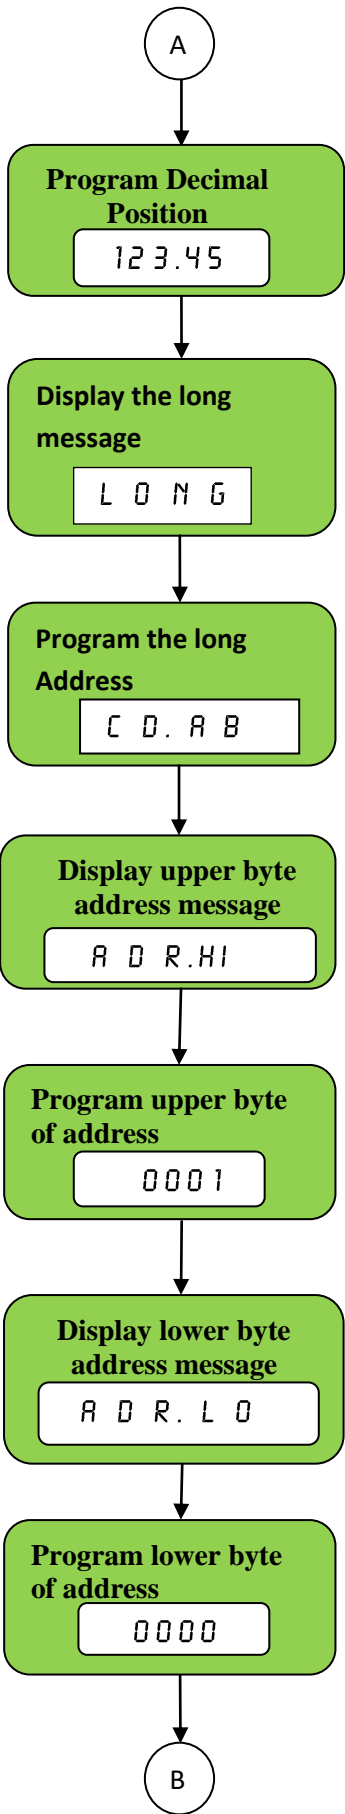 A
Program Decimal
Position
123.45
Display the long
message
L O N G
Program the long
Address
C D. A B
Display upper byte
address message
A D R.HI
Program upper byte
of address
0001
Display lower byte
address message
A D R. L O
Program lower byte
of address
0000
B